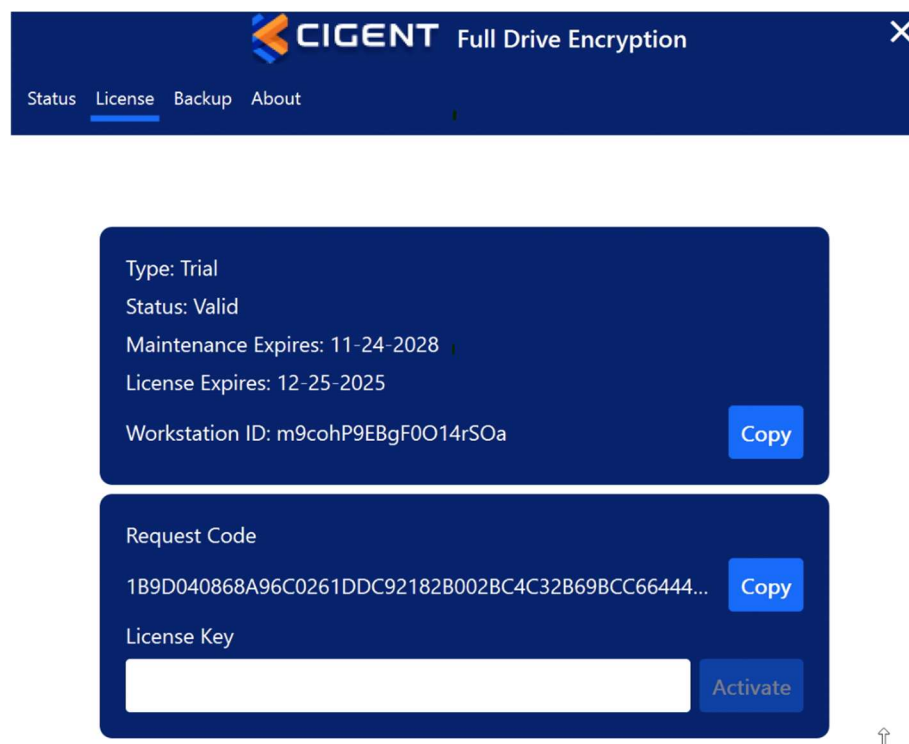 CIGENT Full Drive Encryption
Status License Backup About
Type: Trial
Status: Valid
Maintenance Expires: 11-24-2028
License Expires: 12-25-2025
Workstation ID: m9cohP9EBgF0O14rSOa
Copy
Request Code
1B9D040868A96C0261DDC92182B002BC4C32B69BCC66444...
Copy
License Key
Activate